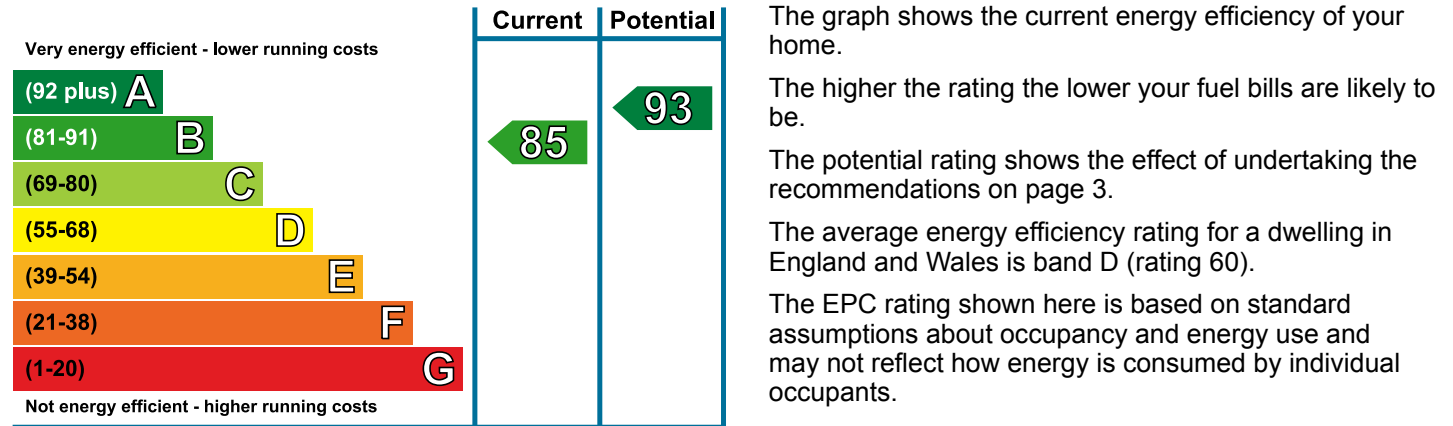 Current Potential
Very energy efficient - lower running costs
(92 plus) A
(81-91) B
(69-80) C
(55-68) D
(39-54) E
(21-38) F
(1-20) G
Not energy efficient - higher running costs
85
93
The graph shows the current energy efficiency of your
home.
The higher the rating the lower your fuel bills are likely to
be.
The potential rating shows the effect of undertaking the
recommendations on page 3.
The average energy efficiency rating for a dwelling in
England and Wales is band D (rating 60).
The EPC rating shown here is based on standard
assumptions about occupancy and energy use and
may not reflect how energy is consumed by individual
occupants.